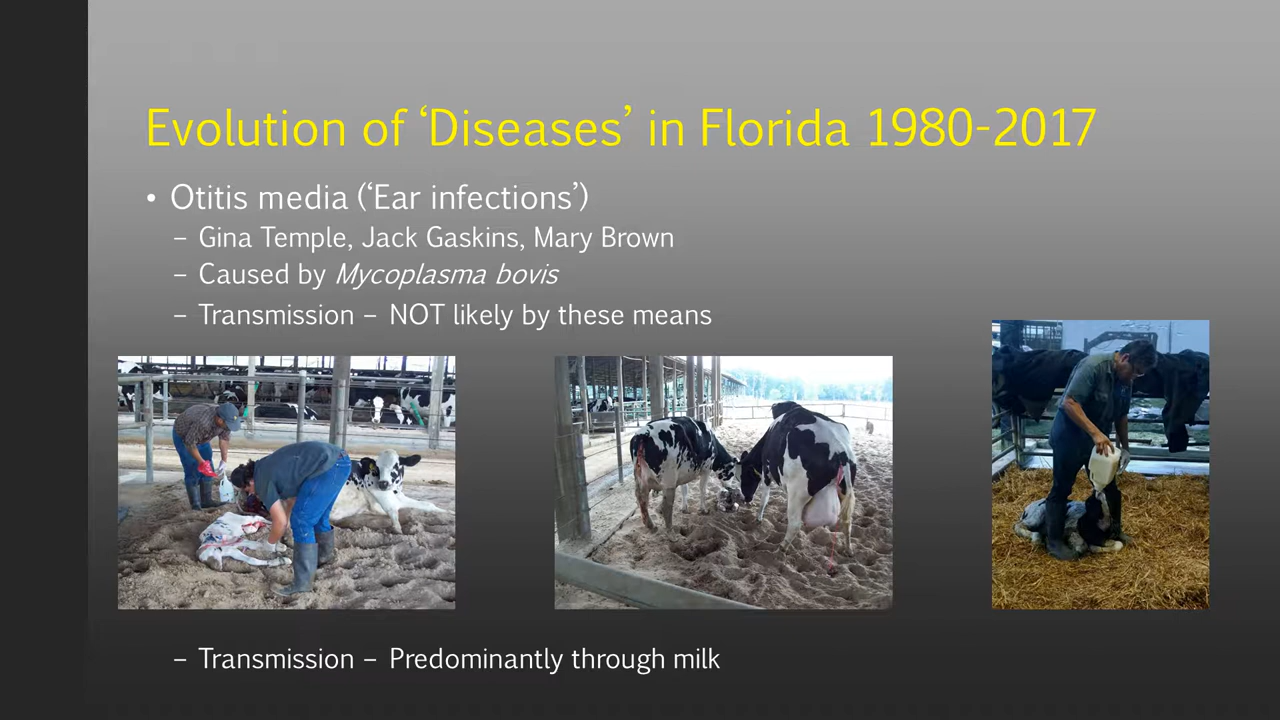 Evolution of ‘Diseases’ in Florida 1980-2017
• Otitis media (‘Ear infections’)
– Gina Temple, Jack Gaskins, Mary Brown
– Caused by Mycoplasma bovis
– Transmission – NOT likely by these means
– Transmission – Predominantly through milk